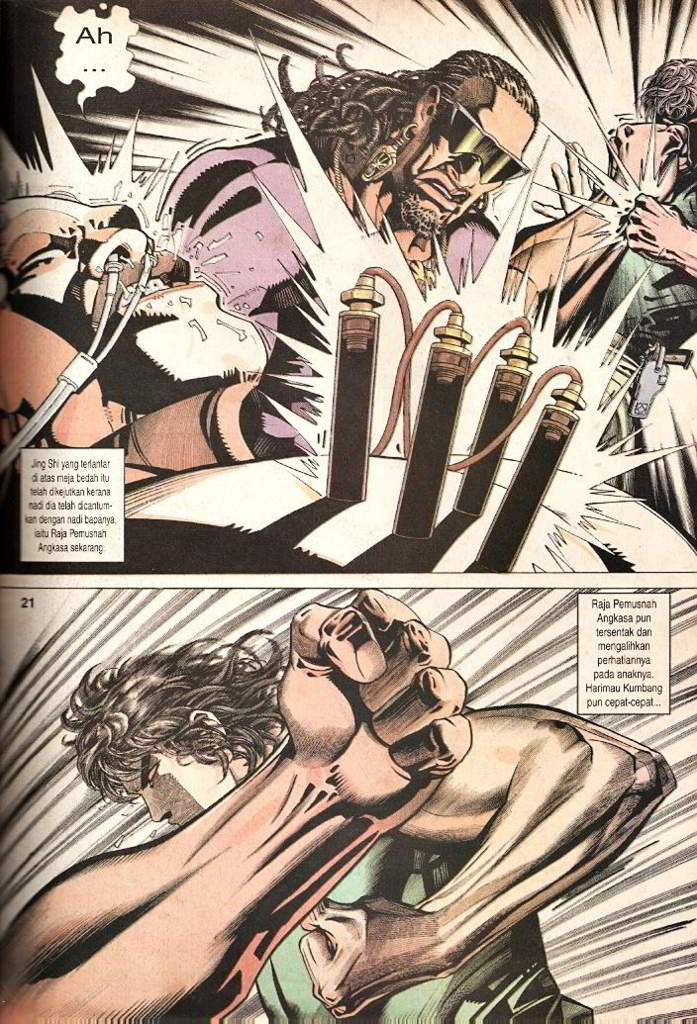 Ah
...
Jing Shi yang terlantar
di atas meja bedah itu
telah dikejutkan kerana
nadi dia telah dicantum-
kan dengan nadi bapanya,
iaitu Raja Pemusnah
Angkasa sekarang.
21
Raja Pemusnah
Angkasa pun
tersentak dan
mengalihkan
perhatiannya
pada anaknya.
Harimau Kumbang
pun cepat-cepat...